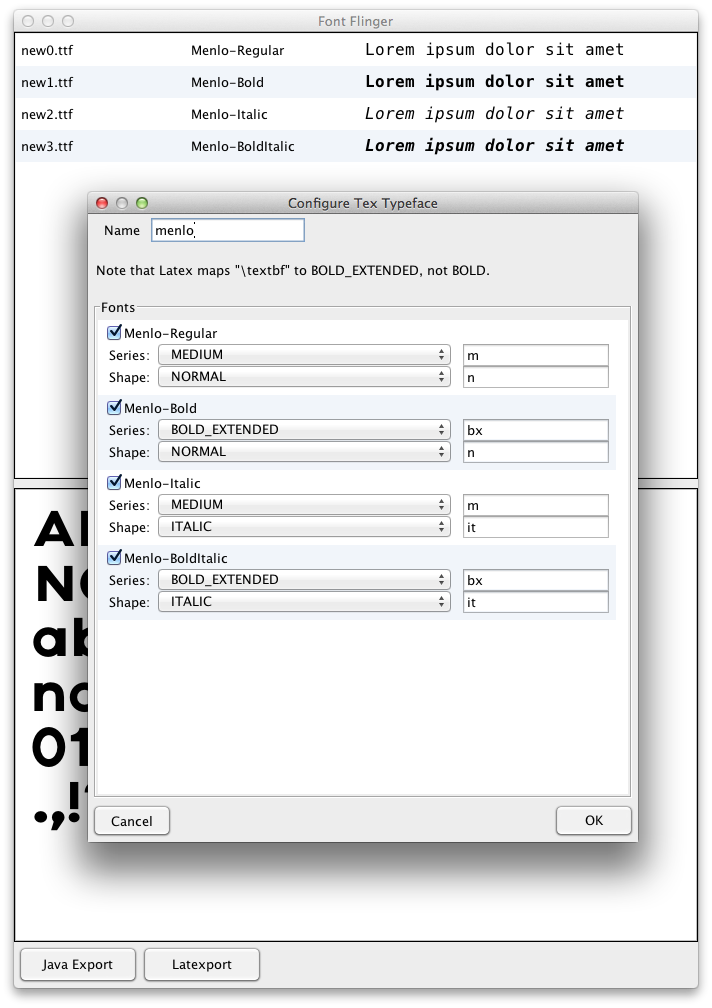 Font Flinger
new0.ttf Menlo-Regular Lorem ipsum dolor sit amet
new1.ttf Menlo-Bold Lorem ipsum dolor sit amet
new2.ttf Menlo-Italic Lorem ipsum dolor sit amet
new3.ttf Menlo-BoldItalic Lorem ipsum dolor sit amet
Configure Tex Typeface
Name menlo
Note that Latex maps "\textbf" to BOLD_EXTENDED, not BOLD.
Fonts
Menlo-Regular
Series: MEDIUM m
Shape: NORMAL n
Menlo-Bold
Series: BOLD_EXTENDED bx
Shape: NORMAL n
Menlo-Italic
Series: MEDIUM m
Shape: ITALIC it
Menlo-BoldItalic
Series: BOLD_EXTENDED bx
Shape: ITALIC it
Cancel OK
A
N
ab
no
01
.,!
Java Export Latexport